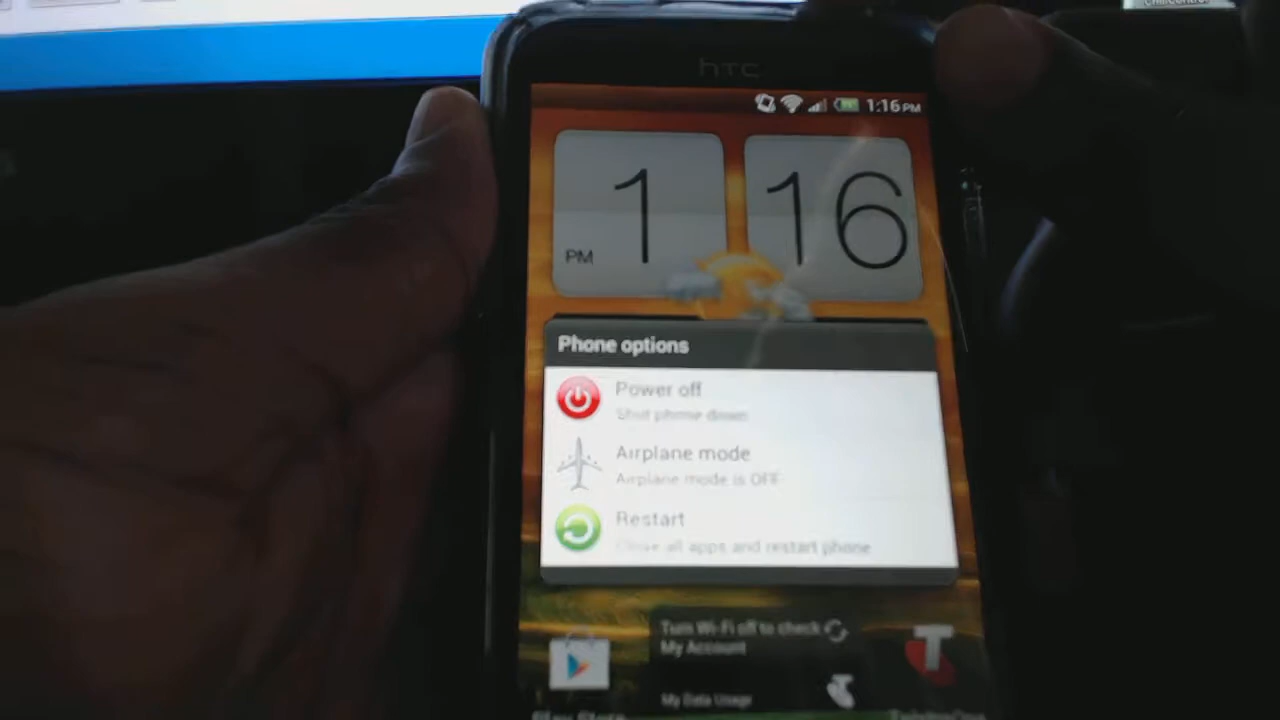 htc
1:16 PM
1 16
PM
Phone options
Power off
Shut phone down
Airplane mode
Airplane mode is OFF
Restart
Close all apps and restart phone
Turn Wi-Fi off to check
My Account
My Data Usage
Play Store